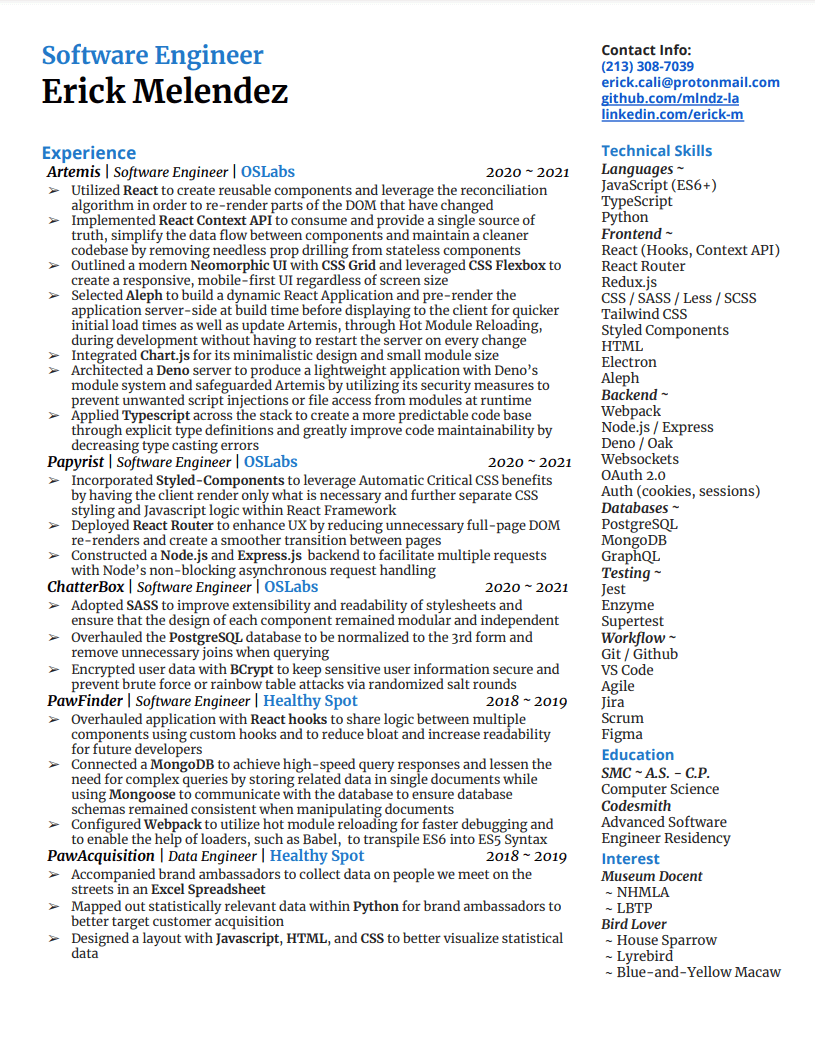 Software Engineer
Erick Melendez
Experience
Artemis | Software Engineer | OSLabs 2020 ~ 2021
➢ Utilized React to create reusable components and leverage the reconciliation
algorithm in order to re-render parts of the DOM that have changed
➢ Implemented React Context API to consume and provide a single source of
truth, simplify the data flow between components and maintain a cleaner
codebase by removing needless prop drilling from stateless components
➢ Outlined a modern Neomorphic UI with CSS Grid and leveraged CSS Flexbox to
create a responsive, mobile-first UI regardless of screen size
➢ Selected Aleph to build a dynamic React Application and pre-render the
application server-side at build time before displaying to the client for quicker
initial load times as well as update Artemis, through Hot Module Reloading,
during development without having to restart the server on every change
➢ Integrated Chart.js for its minimalistic design and small module size
➢ Architected a Deno server to produce a lightweight application with Deno's
module system and safeguarded Artemis by utilizing its security measures to
prevent unwanted script injections or file access from modules at runtime
➢ Applied Typescript across the stack to create a more predictable code base
through explicit type definitions and greatly improve code maintainability by
decreasing type casting errors
Papyrist | Software Engineer | OSLabs 2020 ~ 2021
➢ Incorporated Styled-Components to leverage Automatic Critical CSS benefits
by having the client render only what is necessary and further separate CSS
styling and Javascript logic within React Framework
➢ Deployed React Router to enhance UX by reducing unnecessary full-page DOM
re-renders and create a smoother transition between pages
➢ Constructed a Node.js and Express.js backend to facilitate multiple requests
with Node's non-blocking asynchronous request handling
ChatterBox | Software Engineer | OSLabs 2020 ~ 2021
➢ Adopted SASS to improve extensibility and readability of stylesheets and
ensure that the design of each component remained modular and independent
➢ Overhauled the PostgreSQL database to be normalized to the 3rd form and
remove unnecessary joins when querying
➢ Encrypted user data with BCrypt to keep sensitive user information secure and
prevent brute force or rainbow table attacks via randomized salt rounds
PawFinder | Software Engineer | Healthy Spot 2018 ~ 2019
➢ Overhauled application with React hooks to share logic between multiple
components using custom hooks and to reduce bloat and increase readability
for future developers
➢ Connected a MongoDB to achieve high-speed query responses and lessen the
need for complex queries by storing related data in single documents while
using Mongoose to communicate with the database to ensure database
schemas remained consistent when manipulating documents
➢ Configured Webpack to utilize hot module reloading for faster debugging and
to enable the help of loaders, such as Babel, to transpile ES6 into ES5 Syntax
PawAcquisition | Data Engineer | Healthy Spot 2018 ~ 2019
➢ Accompanied brand ambassadors to collect data on people we meet on the
streets in an Excel Spreadsheet
➢ Mapped out statistically relevant data within Python for brand ambassadors to
better target customer acquisition
➢ Designed a layout with Javascript, HTML, and CSS to better visualize statistical
data
Contact Info:
(213) 308-7039
erick.cali@protonmail.com
github.com/mlndz-la
linkedin.com/erick-m
Technical Skills
Languages ~
JavaScript (ES6+)
TypeScript
Python
Frontend ~
React (Hooks, Context API)
React Router
Redux.js
CSS / SASS / Less / SCSS
Tailwind CSS
Styled Components
HTML
Electron
Aleph
Backend ~
Webpack
Node.js / Express
Deno / Oak
Websockets
OAuth 2.0
Auth (cookies, sessions)
Databases ~
PostgreSQL
MongoDB
GraphQL
Testing ~
Jest
Enzyme
Supertest
Workflow ~
Git / Github
VS Code
Agile
Jira
Scrum
Figma
Education
SMC ~ A.S. - C.P.
Computer Science
Codesmith
Advanced Software
Engineer Residency
Interest
Museum Docent
~ NHMLA
~ LBTP
Bird Lover
~ House Sparrow
~ Lyrebird
~ Blue-and-Yellow Macaw